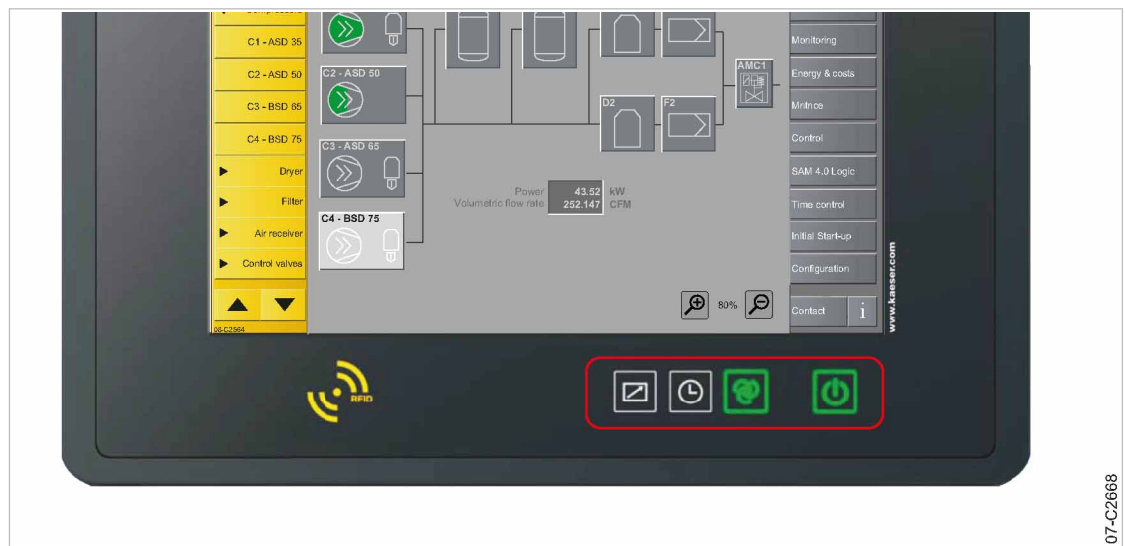 C1 - ASD 35
C2 - ASD 50
C3 - BSD 65
C4 - BSD 75
Dryer
Filter
Air receiver
Control valves
08-C2564
C2 - ASD 50
C3 - ASD 65
C4 - BSD 75
D2
F2
AMC1
Power 43.52 kW
Volumetric flow rate 252.147 CFM
80%
Monitoring
Energy & costs
Mntnce
Control
SAM 4.0 Logic
Time control
Initial Start-up
Configuration
Contact i
www.kaeser.com
RFID
07-C2668